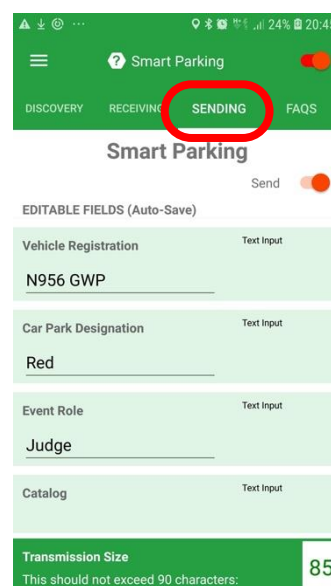 24% 20:45
Smart Parking
DISCOVERY RECEIVING SENDING FAQS
Smart Parking
Send
EDITABLE FIELDS (Auto-Save)
Vehicle Registration Text Input
N956 GWP
Car Park Designation Text Input
Red
Event Role Text Input
Judge
Catalog Text Input
Transmission Size
This should not exceed 90 characters: 85